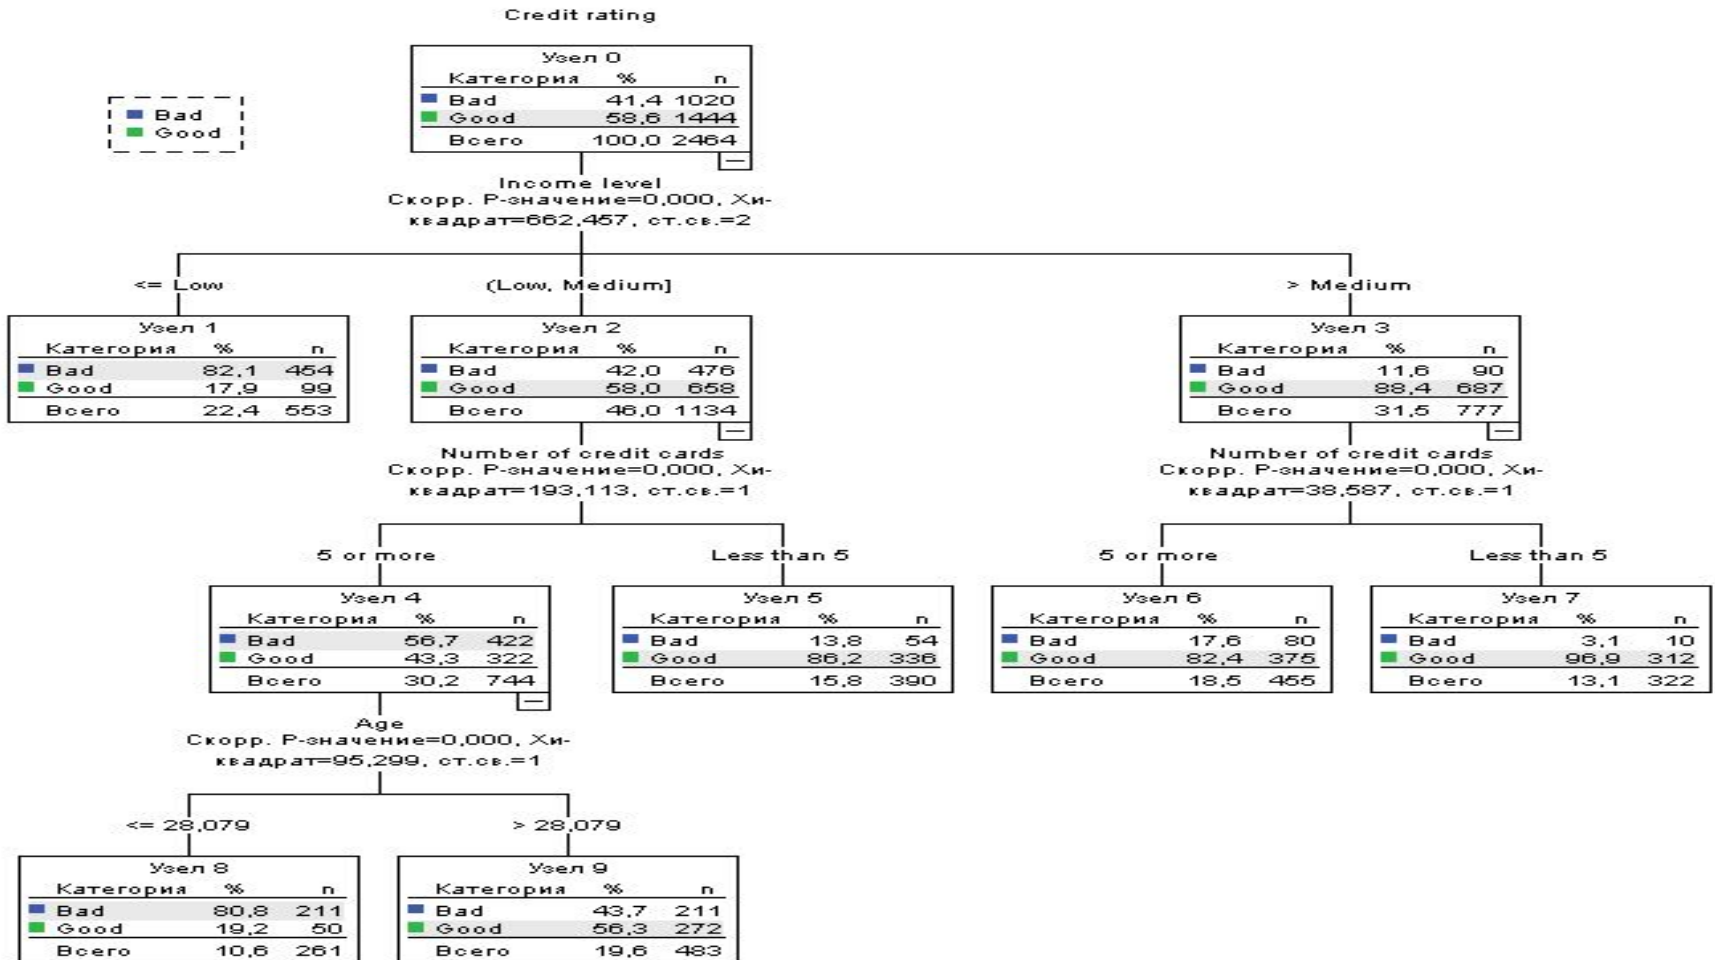 Credit rating
Bad
Good
Узел 0
Категория % n
Bad 41,4 1020
Good 58,6 1444
Всего 100,0 2464
Income level
Скорр. P-значение=0,000, Хи-
квадрат=662,457, ст.св.=2
<= Low
(Low, Medium]
> Medium
Узел 1
Категория % n
Bad 82,1 454
Good 17,9 99
Всего 22,4 553
Узел 2
Категория % n
Bad 42,0 476
Good 58,0 658
Всего 46,0 1134
Узел 3
Категория % n
Bad 11,6 90
Good 88,4 687
Всего 31,5 777
Number of credit cards
Скорр. P-значение=0,000, Хи-
квадрат=193,113, ст.св.=1
Number of credit cards
Скорр. P-значение=0,000, Хи-
квадрат=38,587, ст.св.=1
5 or more
Less than 5
5 or more
Less than 5
Узел 4
Категория % n
Bad 56,7 422
Good 43,3 322
Всего 30,2 744
Узел 5
Категория % n
Bad 13,8 54
Good 86,2 336
Всего 15,8 390
Узел 6
Категория % n
Bad 17,6 80
Good 82,4 375
Всего 18,5 455
Узел 7
Категория % n
Bad 3,1 10
Good 96,9 312
Всего 13,1 322
Age
Скорр. P-значение=0,000, Хи-
квадрат=95,299, ст.св.=1
<= 28,079
> 28,079
Узел 8
Категория % n
Bad 80,8 211
Good 19,2 50
Всего 10,6 261
Узел 9
Категория % n
Bad 43,7 211
Good 56,3 272
Всего 19,6 483